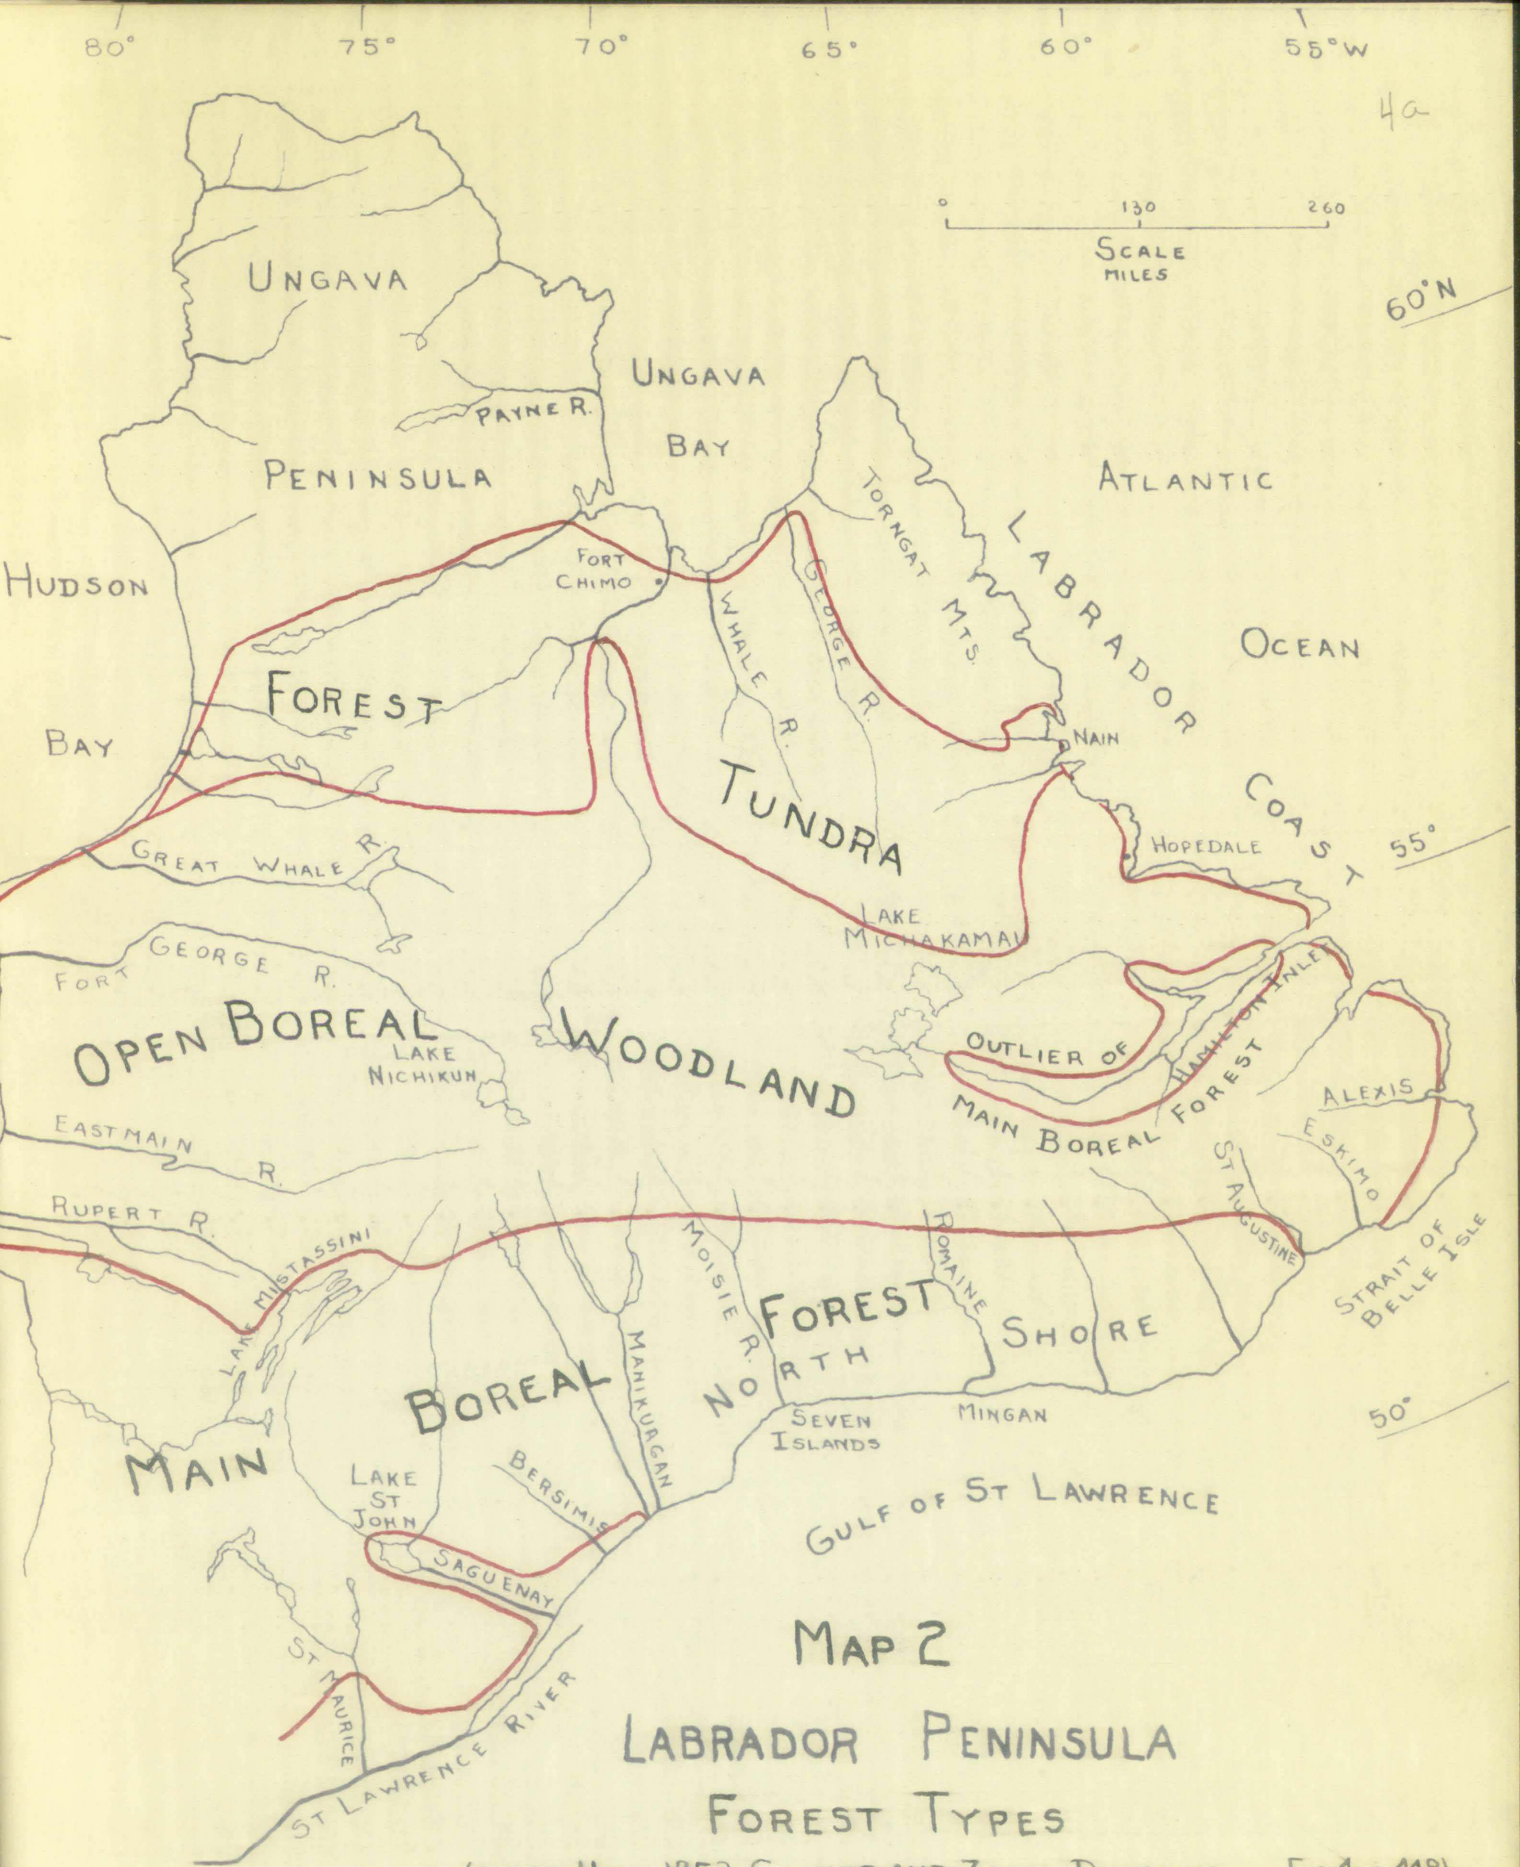 80° 75° 70° 65° 60° 55°W
4a
0 130 260
SCALE
MILES
60°N
UNGAVA
PENINSULA
PAYNE R.
UNGAVA
BAY
TORNGAT MTS.
ATLANTIC
OCEAN
LABRADOR COAST
HUDSON
BAY
FORT
CHIMO
WHALE R.
GEORGE R.
FOREST
TUNDRA
NAIN
HOPEDALE
55°
GREAT WHALE R.
LAKE
MICHAKAMAU
FORT GEORGE R.
OPEN BOREAL WOODLAND
LAKE
NICHIKUN
HAMILTON INLET
OUTLIER OF
MAIN BOREAL FOREST
ALEXIS
ESKIMO
ST AUGUSTINE
EASTMAIN R.
RUPERT R.
LAKE MISTASSINI
MOISIE R.
ROMAINE
STRAIT OF
BELLE ISLE
MAIN BOREAL FOREST
NORTH SHORE
MANIKUAGAN
SEVEN
ISLANDS
MINGAN
50°
BERSIMIS
LAKE
ST
JOHN
SAGUENAY
GULF OF ST LAWRENCE
ST MAURICE
ST LAWRENCE RIVER
MAP 2
LABRADOR PENINSULA
FOREST TYPES